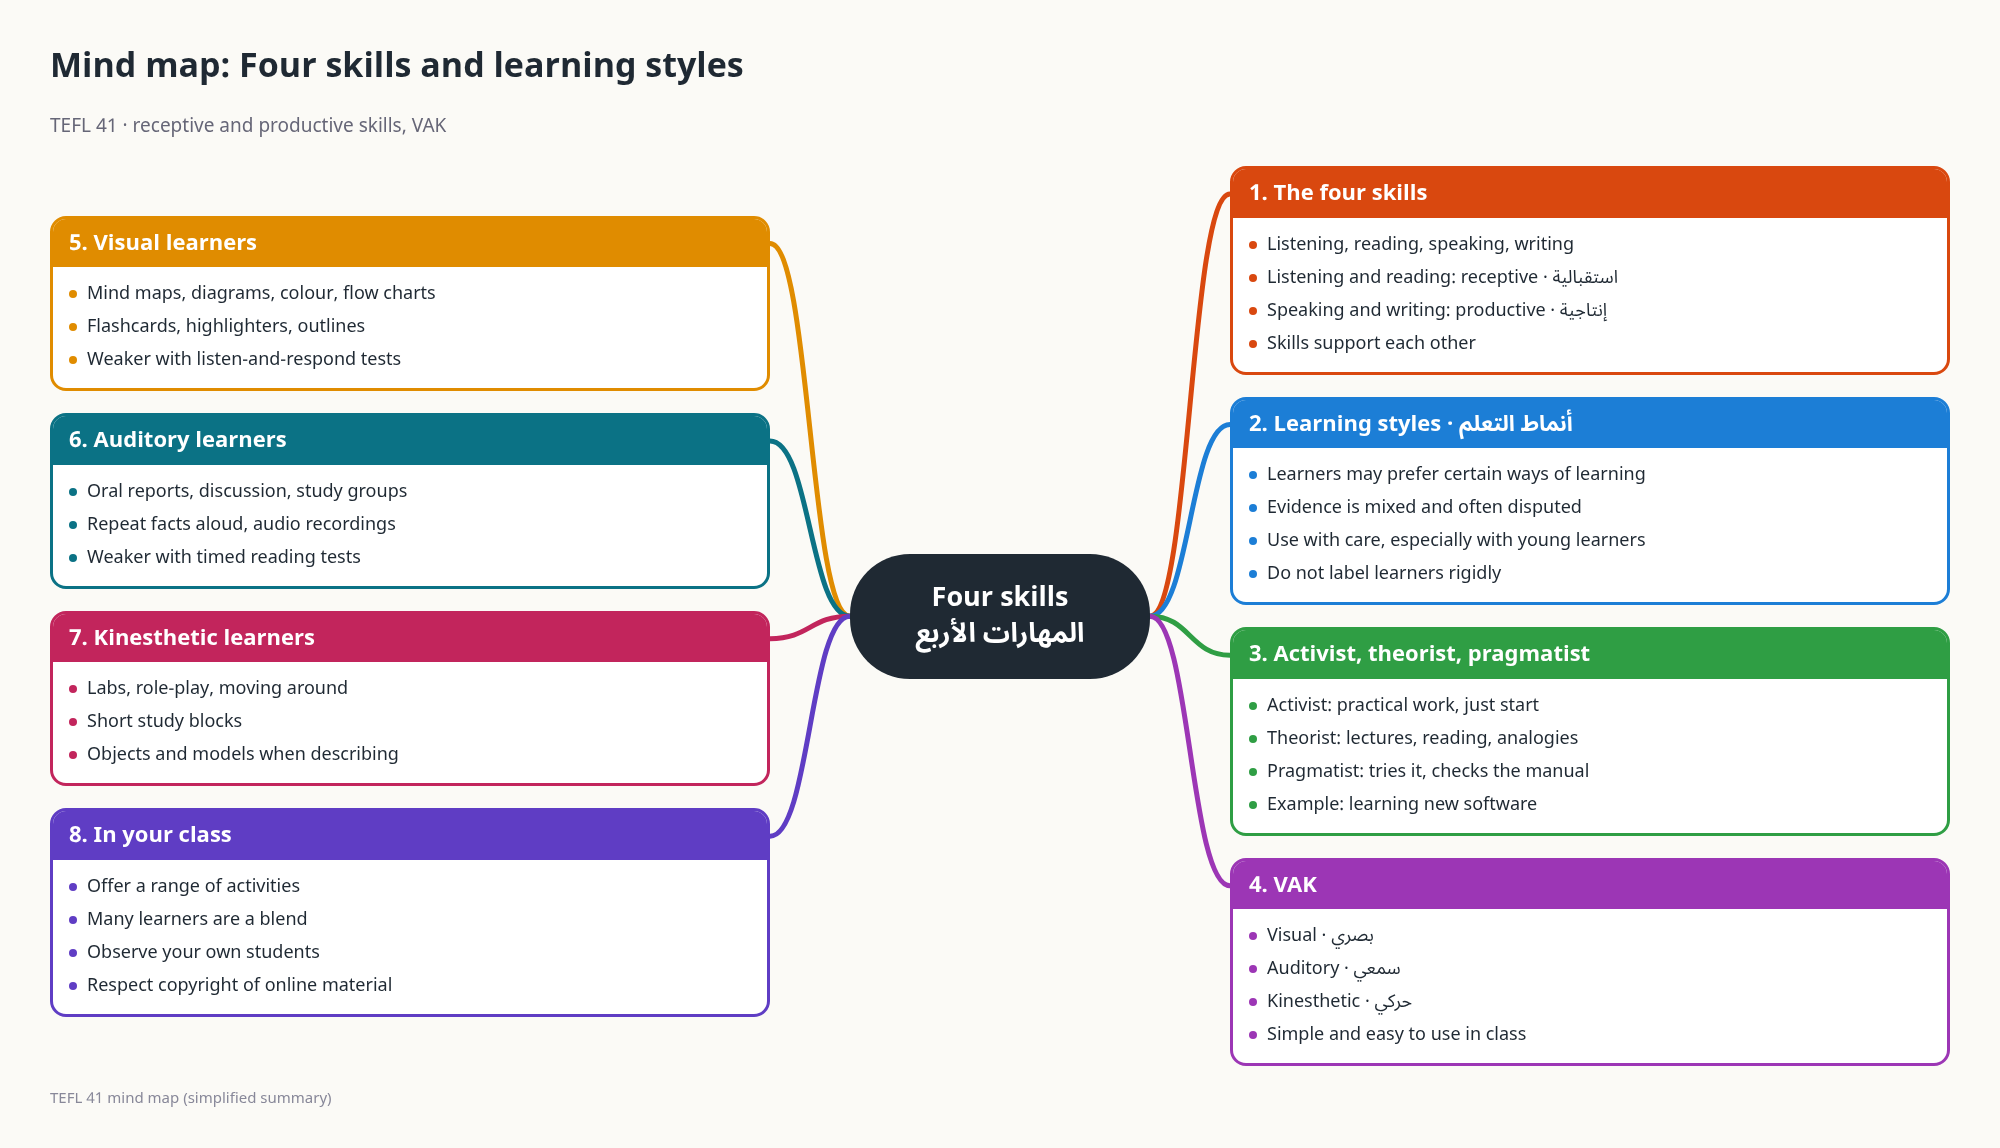 Mind map: Four skills and learning styles
TEFL 41 · receptive and productive skills, VAK
1. The four skills
Listening, reading, speaking, writing
Listening and reading: receptive · استقبالية
Speaking and writing: productive · إنتاجية
Skills support each other
2. Learning styles · أنماط التعلم
Learners may prefer certain ways of learning
Evidence is mixed and often disputed
Use with care, especially with young learners
Do not label learners rigidly
3. Activist, theorist, pragmatist
Activist: practical work, just start
Theorist: lectures, reading, analogies
Pragmatist: tries it, checks the manual
Example: learning new software
4. VAK
Visual · بصري
Auditory · سمعي
Kinesthetic · حركي
Simple and easy to use in class
5. Visual learners
Mind maps, diagrams, colour, flow charts
Flashcards, highlighters, outlines
Weaker with listen-and-respond tests
6. Auditory learners
Oral reports, discussion, study groups
Repeat facts aloud, audio recordings
Weaker with timed reading tests
7. Kinesthetic learners
Labs, role-play, moving around
Short study blocks
Objects and models when describing
8. In your class
Offer a range of activities
Many learners are a blend
Observe your own students
Respect copyright of online material
Four skills
المهارات الأربع
TEFL 41 mind map (simplified summary)